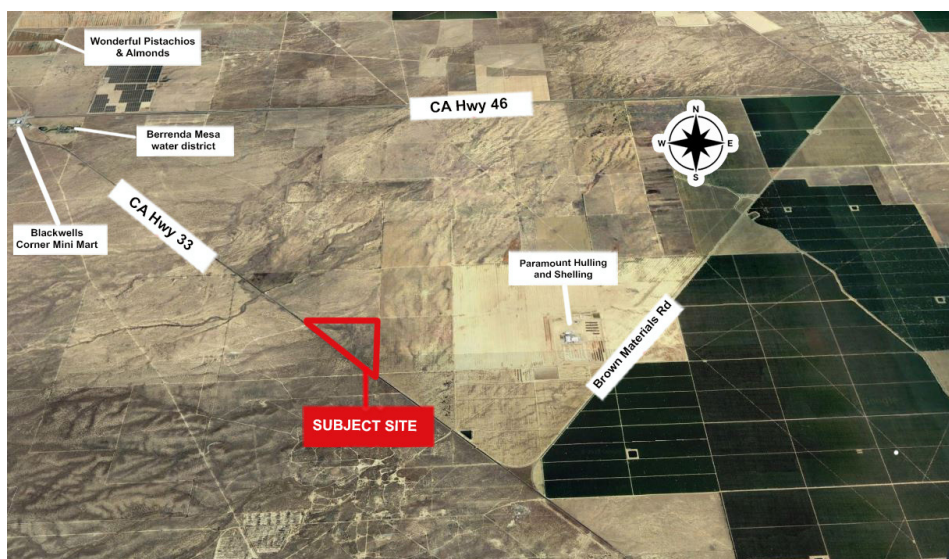 Wonderful Pistachios
& Almonds
CA Hwy 46
N
W
E
S
Berrenda Mesa
water district
CA Hwy 33
Blackwells
Corner Mini Mart
Paramount Hulling
and Shelling
Brown Materials Rd
SUBJECT SITE